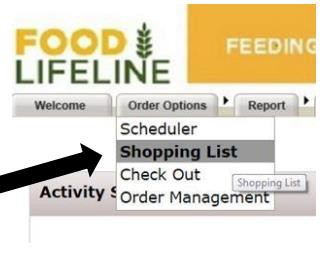 FOOD
LIFELINE
FEEDING
Welcome
Order Options
Report
Scheduler
Shopping List
Check Out
Shopping List
Activity S
Order Management